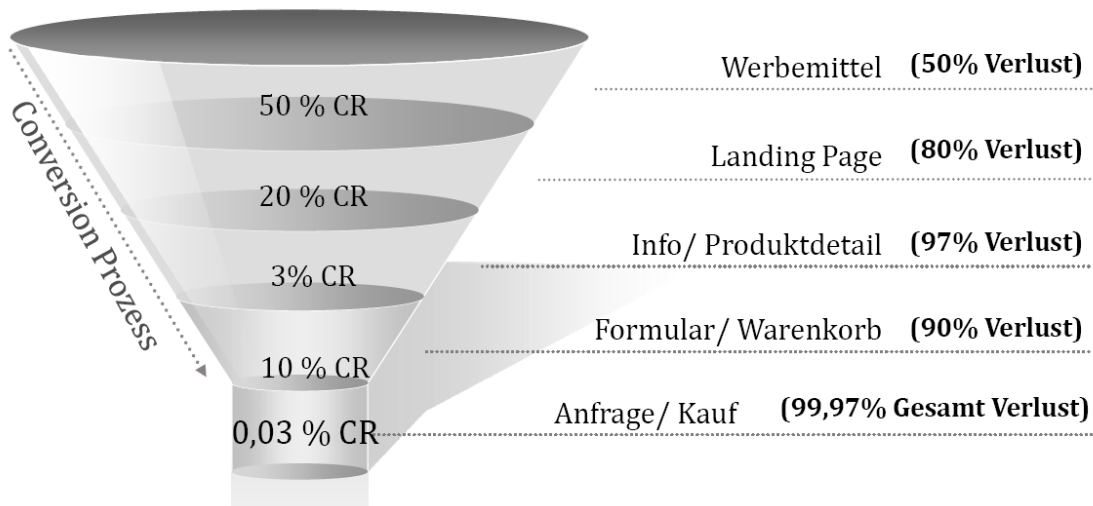 Werbemittel (50% Verlust)
50 % CR
Landing Page (80% Verlust)
20 % CR
Info/ Produktdetail (97% Verlust)
3% CR
Formular/ Warenkorb (90% Verlust)
10 % CR
Anfrage/ Kauf (99,97% Gesamt Verlust)
0,03 % CR
Conversion Prozess